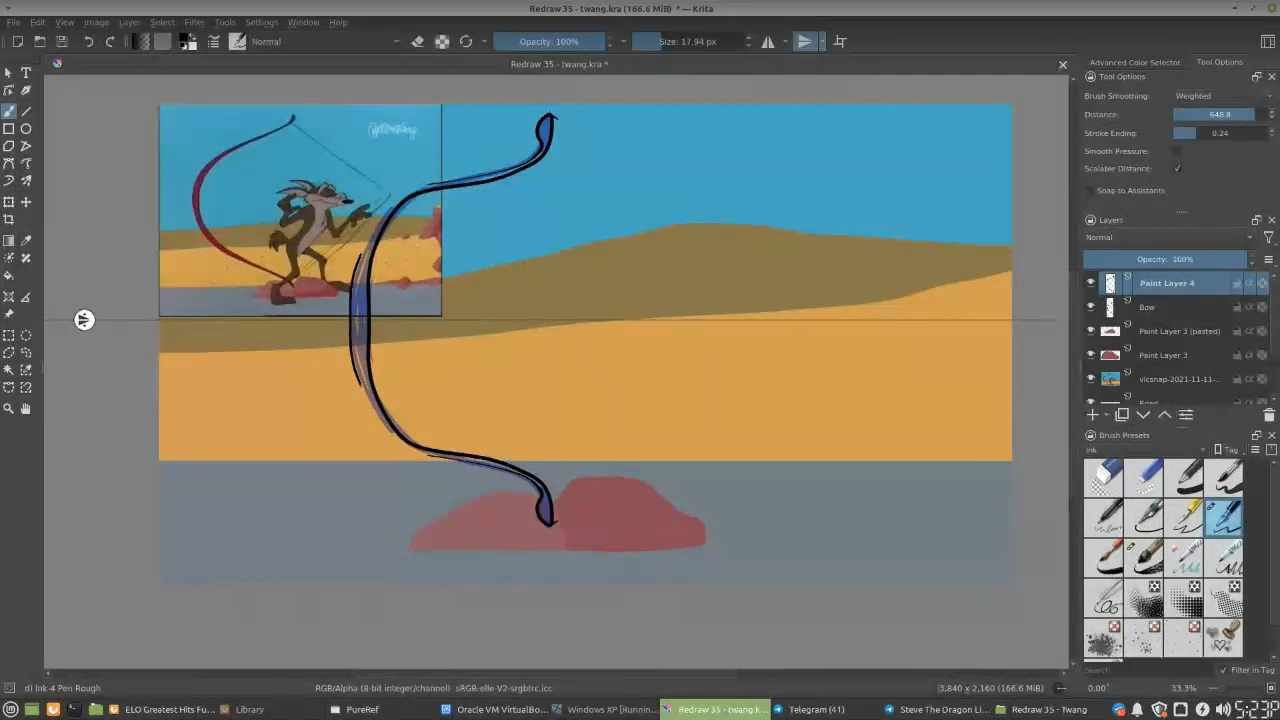 Redraw 35 - twang.kra (166.6 MiB) * — Krita
File Edit View Image Layer Select Filter Tools Settings Window Help
Normal
Opacity: 100%
Size: 17.94 px
Redraw 35 - twang.kra *
Advanced Color Selector
Tool Options
Tool Options
Brush Smoothing: Weighted
Distance: 648.8
Stroke Ending: 0.24
Smooth Pressure:
Scalable Distance: ✓
Snap to Assistants
Layers
Normal
Opacity: 100%
Paint Layer 4
Bow
Paint Layer 3 (pasted)
Paint Layer 3
vicsnap-2021-11-11-...
Brush Presets
Ink
Tag
Search
Filter in Tag
d) Ink-4 Pen Rough
RGB/Alpha (8-bit integer/channel) sRGB-elle-V2-srgbtrc.icc
3,840 x 2,160 (166.6 MiB)
0.00°
33.3%
ELO Greatest Hits Fu...
Library
PureRef
Oracle VM VirtualBo...
Windows XP [Runnin...
Redraw 35 - twang.k...
Telegram (41)
Steve The Dragon Li...
Redraw 35 - Twang